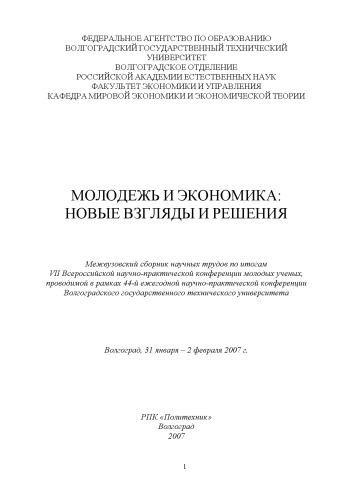 ФЕДЕРАЛЬНОЕ АГЕНТСТВО ПО ОБРАЗОВАНИЮ
ВОЛГОГРАДСКИЙ ГОСУДАРСТВЕННЫЙ ТЕХНИЧЕСКИЙ
УНИВЕРСИТЕТ
ВОЛГОГРАДСКОЕ ОТДЕЛЕНИЕ
РОССИЙСКОЙ АКАДЕМИИ ЕСТЕСТВЕННЫХ НАУК
ФАКУЛЬТЕТ ЭКОНОМИКИ И УПРАВЛЕНИЯ
КАФЕДРА МИРОВОЙ ЭКОНОМИКИ И ЭКОНОМИЧЕСКОЙ ТЕОРИИ
МОЛОДЕЖЬ И ЭКОНОМИКА:
НОВЫЕ ВЗГЛЯДЫ И РЕШЕНИЯ
Межвузовский сборник научных трудов по итогам
VII Всероссийской научно-практической конференции молодых ученых,
проводимой в рамках 44-й ежегодной научно-практической конференции
Волгоградского государственного технического университета
Волгоград, 31 января – 2 февраля 2007 г.
РПК «Политехник»
Волгоград
2007
1